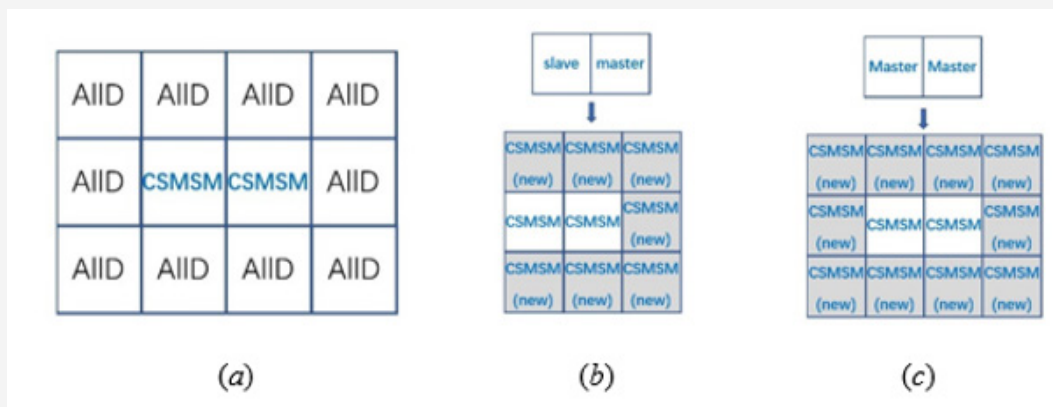 AllD AllD AllD AllD
AllD CSMSM CSMSM AllD
AllD AllD AllD AllD
(a)
slave master
CSMSM CSMSM CSMSM
(new) (new) (new)
CSMSM CSMSM CSMSM
(new)
CSMSM CSMSM CSMSM
(new) (new) (new)
(b)
Master Master
CSMSM CSMSM CSMSM CSMSM
(new) (new) (new) (new)
CSMSM CSMSM CSMSM CSMSM
(new) (new)
CSMSM CSMSM CSMSM CSMSM
(new) (new) (new) (new)
(c)